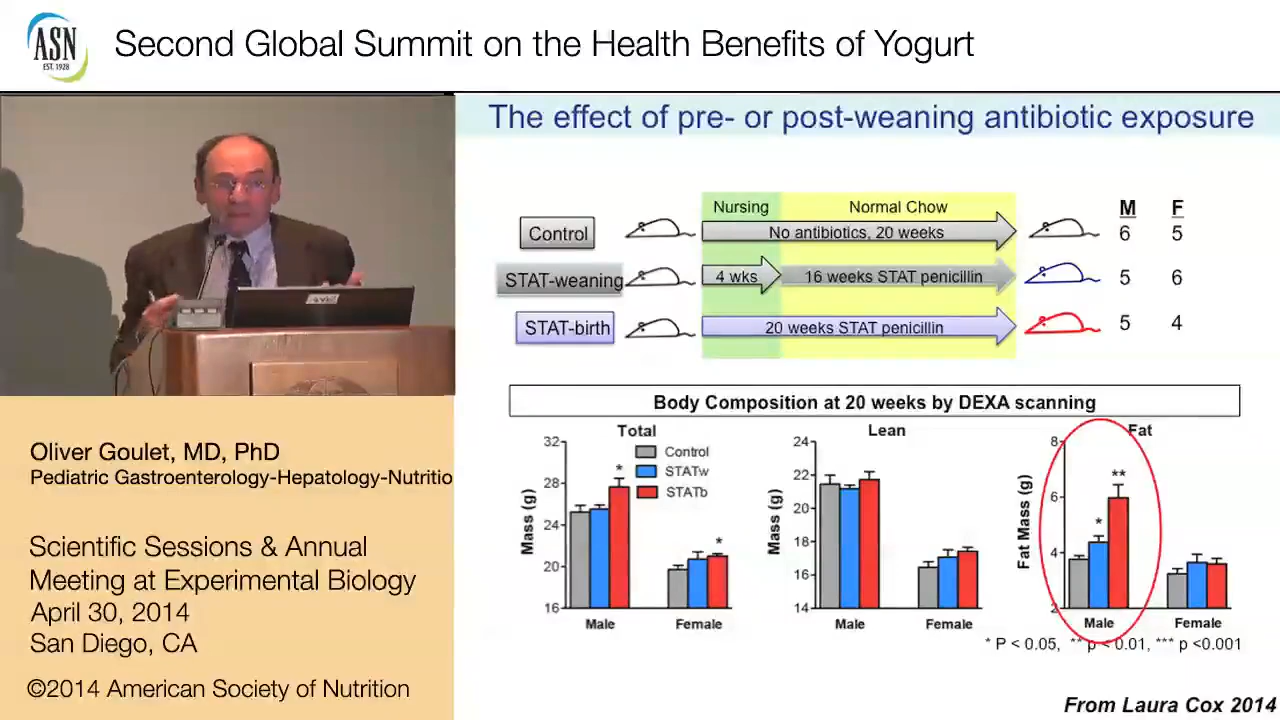 ASN
EST. 1928
Second Global Summit on the Health Benefits of Yogurt
The effect of pre- or post-weaning antibiotic exposure
Nursing Normal Chow M F
Control No antibiotics, 20 weeks 6 5
STAT-weaning 4 wks 16 weeks STAT penicillin 5 6
STAT-birth 20 weeks STAT penicillin 5 4
Body Composition at 20 weeks by DEXA scanning
Total Lean Fat
Control
STATw
STATb
Mass (g)
32
28
24
20
16
* *
Male Female
Mass (g)
24
22
20
18
16
14
Male Female
Fat Mass (g)
8
6
4
2
* **
Male Female
* P < 0.05, ** p < 0.01, *** p <0.001
From Laura Cox 2014
Oliver Goulet, MD, PhD
Pediatric Gastroenterology-Hepatology-Nutritio
Scientific Sessions & Annual
Meeting at Experimental Biology
April 30, 2014
San Diego, CA
©2014 American Society of Nutrition